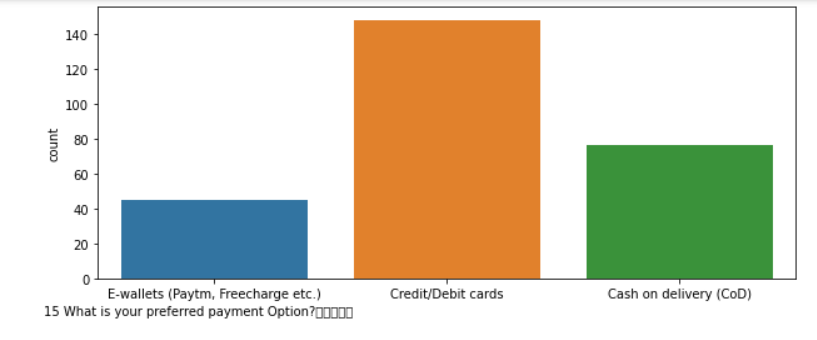 140
120
100
80
60
40
20
0
count
E-wallets (Paytm, Freecharge etc.) Credit/Debit cards Cash on delivery (CoD)
15 What is your preferred payment Option?